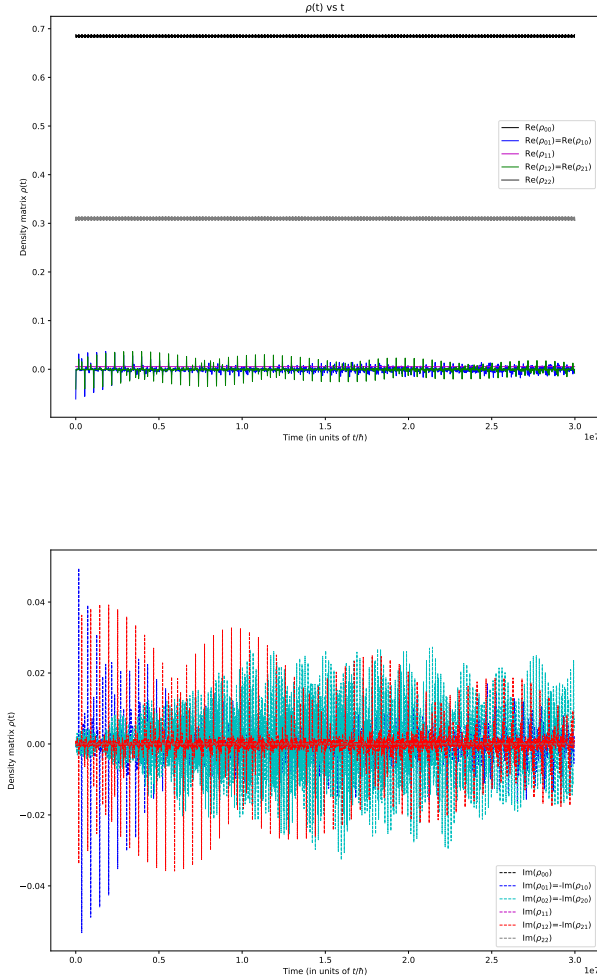 ρ(t) vs t
0.7
0.6
0.5
0.4
0.3
0.2
0.1
0.0
Density matrix ρ(t)
Re(ρ00)
Re(ρ01)=Re(ρ10)
Re(ρ11)
Re(ρ12)=Re(ρ21)
Re(ρ22)
0.0 0.5 1.0 1.5 2.0 2.5 3.0
1e7
Time (in units of t/ħ)
0.04
0.02
0.00
−0.02
−0.04
Density matrix ρ(t)
Im(ρ00)
Im(ρ01)=-Im(ρ10)
Im(ρ02)=-Im(ρ20)
Im(ρ11)
Im(ρ12)=-Im(ρ21)
Im(ρ22)
0.0 0.5 1.0 1.5 2.0 2.5 3.0
1e7
Time (in units of t/ħ)